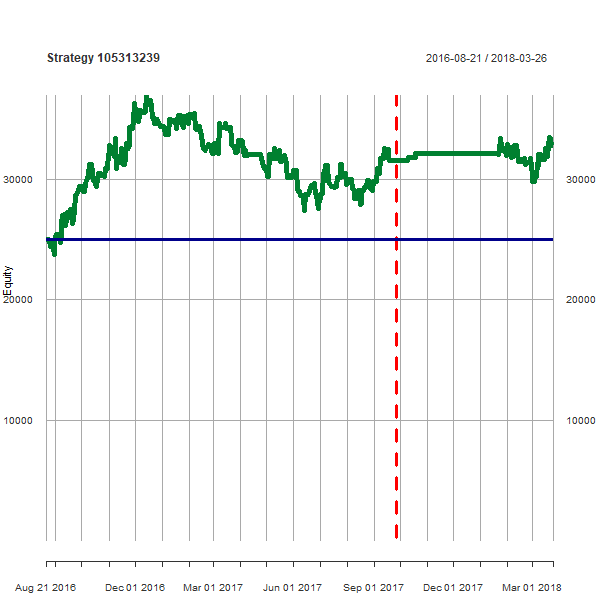 Strategy 105313239
2016-08-21 / 2018-03-26
30000
30000
Equity
20000
20000
10000
10000
Aug 21 2016
Dec 01 2016
Mar 01 2017
Jun 01 2017
Sep 01 2017
Dec 01 2017
Mar 01 2018